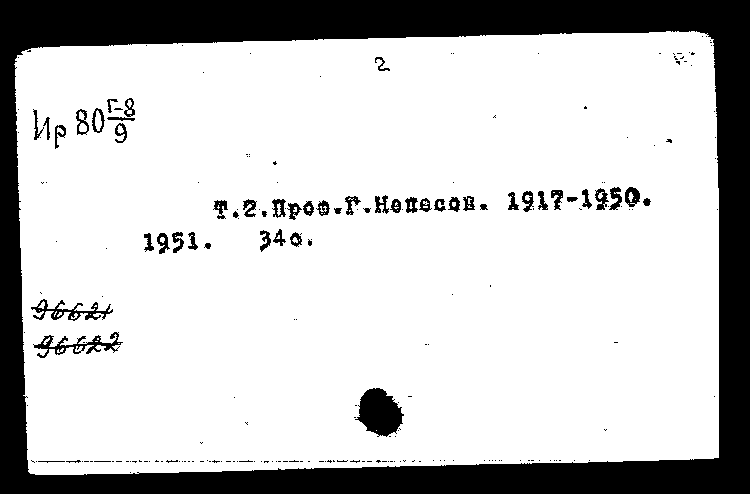 2
Ир 80 Г-8/9
Т.2.Проф.Г.Непесов. 1917-1950.
1951. 34с.
96621
96622